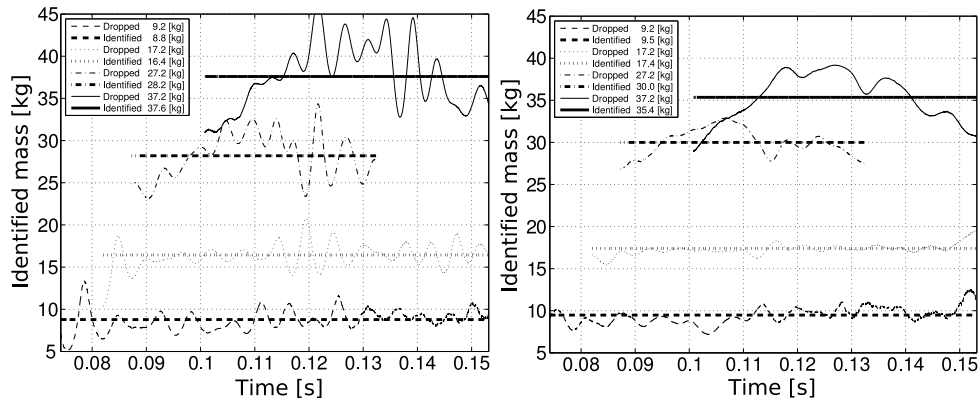 45
40
35
30
25
20
15
10
5
Identified mass [kg]
Dropped 9.2 [kg]
Identified 8.8 [kg]
Dropped 17.2 [kg]
Identified 16.4 [kg]
Dropped 27.2 [kg]
Identified 28.2 [kg]
Dropped 37.2 [kg]
Identified 37.6 [kg]
0.08 0.09 0.1 0.11 0.12 0.13 0.14 0.15
Time [s]
45
40
35
30
25
20
15
10
5
Identified mass [kg]
Dropped 9.2 [kg]
Identified 9.5 [kg]
Dropped 17.2 [kg]
Identified 17.4 [kg]
Dropped 27.2 [kg]
Identified 30.0 [kg]
Dropped 37.2 [kg]
Identified 35.4 [kg]
0.08 0.09 0.1 0.11 0.12 0.13 0.14 0.15
Time [s]